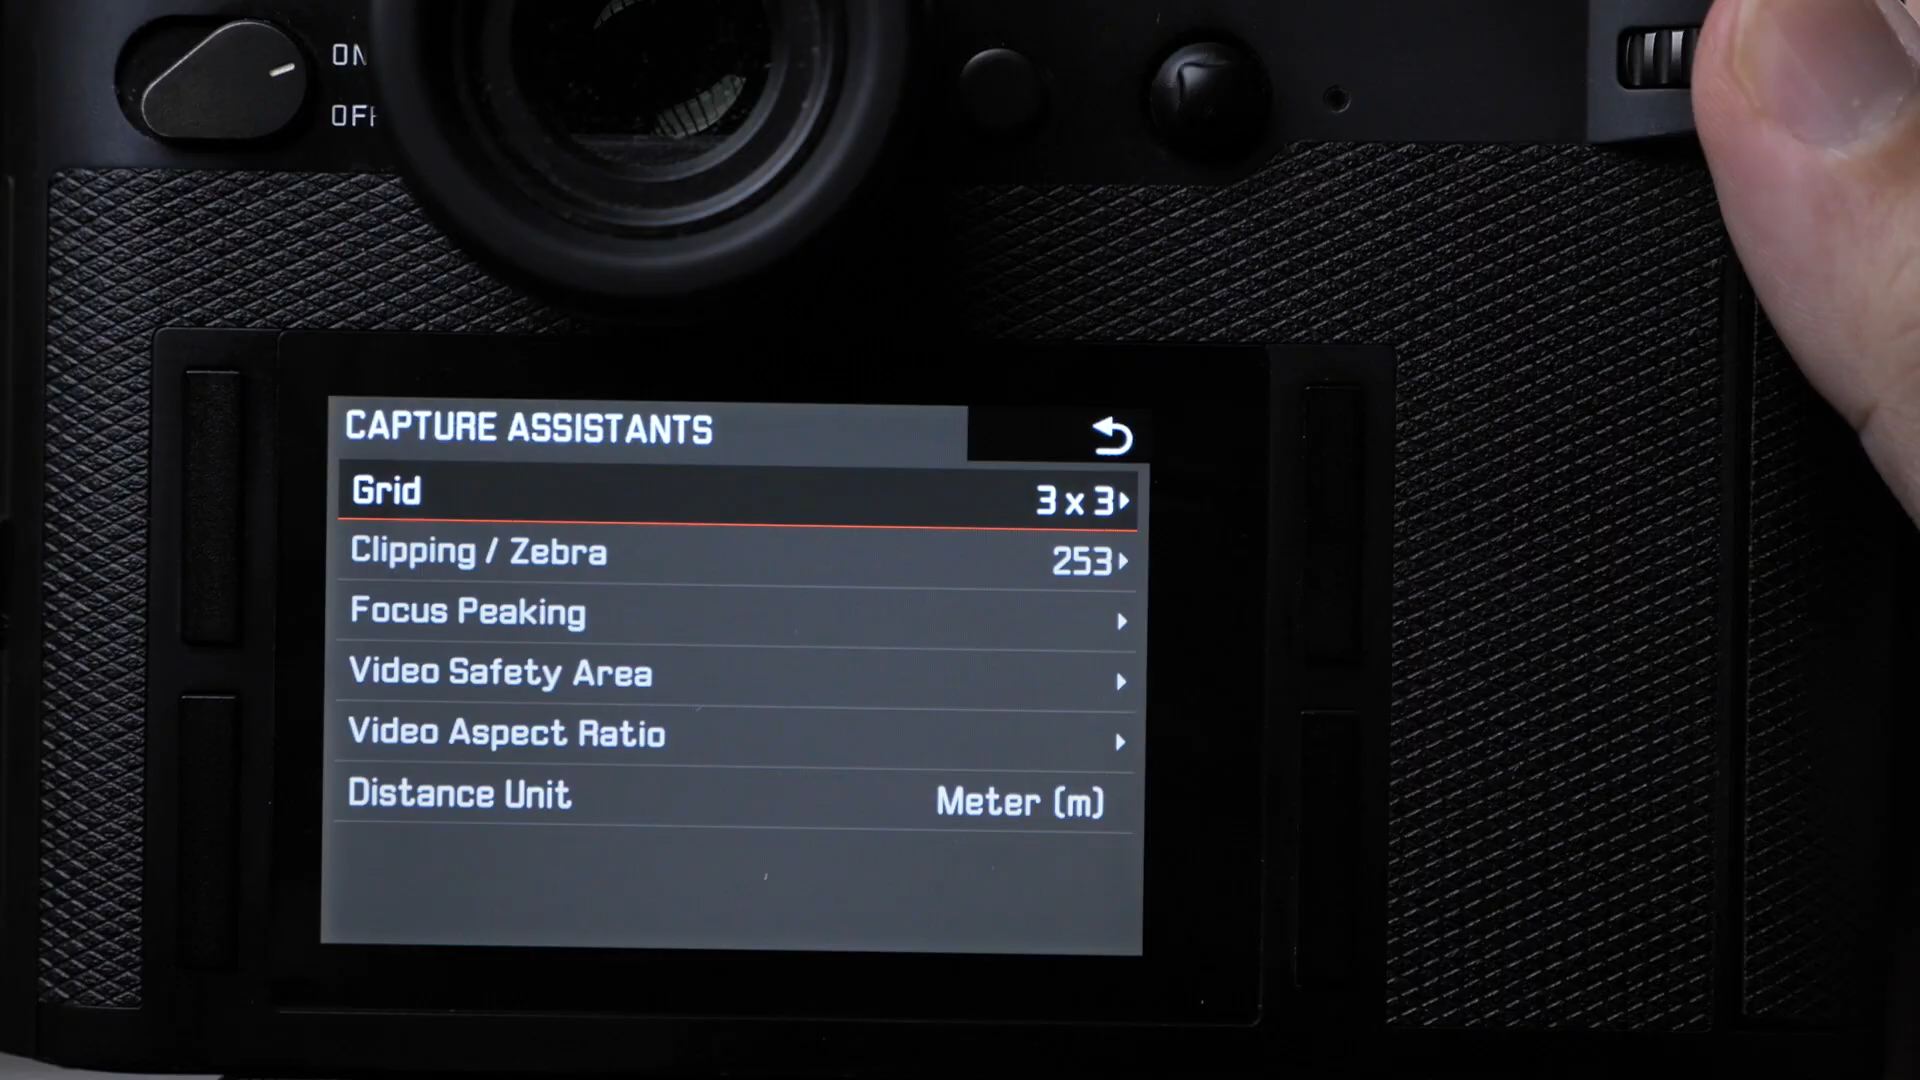 ON
OFF
CAPTURE ASSISTANTS
Grid 3 x 3
Clipping / Zebra 253
Focus Peaking
Video Safety Area
Video Aspect Ratio
Distance Unit Meter (m)